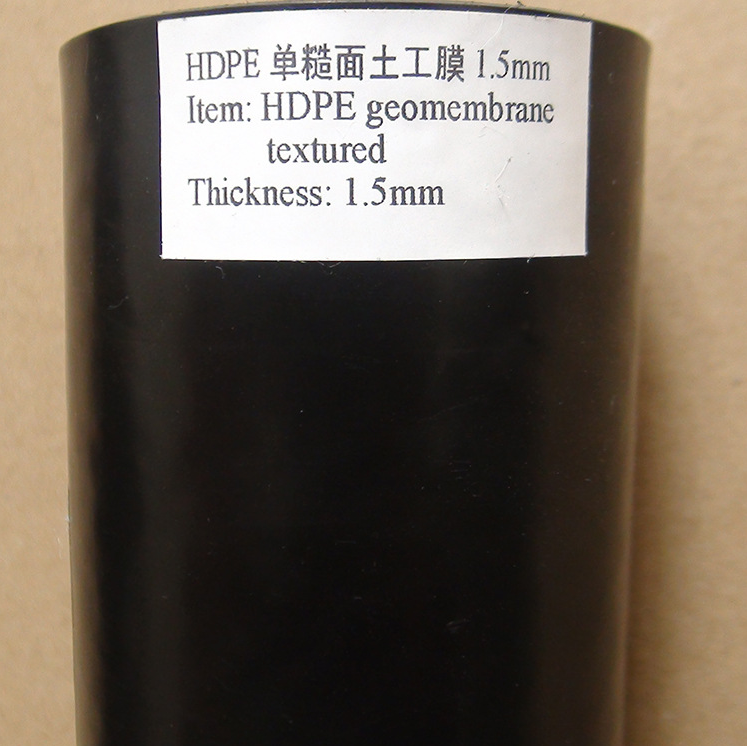 HDPE 单糙面土工膜 1.5mm
Item: HDPE geomembrane
textured
Thickness: 1.5mm